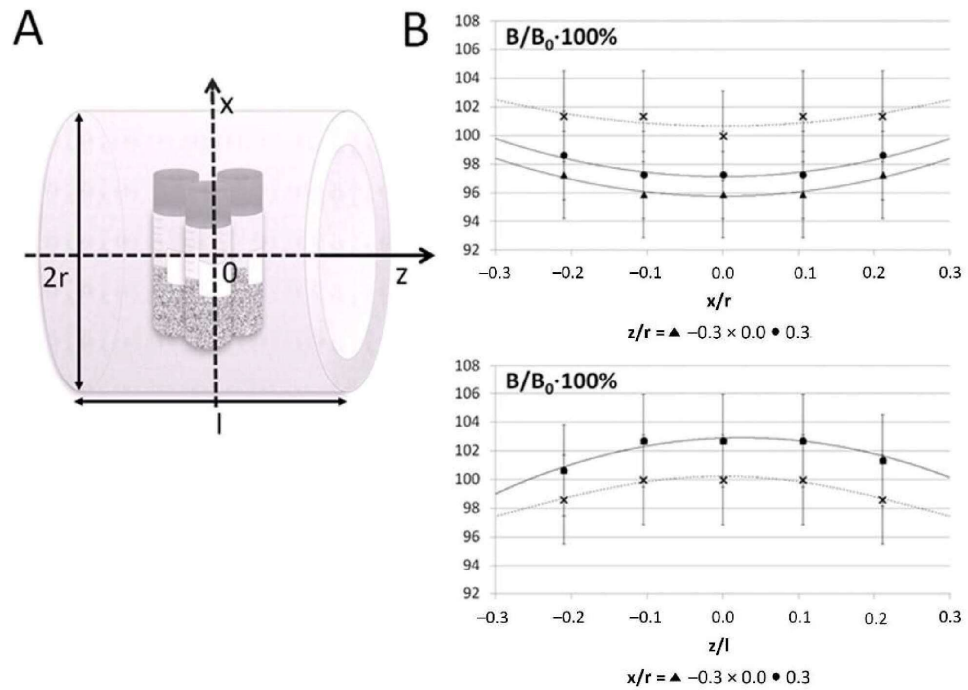 A
X
2r
0
z
l
B
B/B₀·100%
108
106
104
102
100
98
96
94
92
−0.3
−0.2
−0.1
0.0
0.1
0.2
0.3
x/r
z/r = ▲ −0.3 × 0.0 ● 0.3
B/B₀·100%
108
106
104
102
100
98
96
94
92
−0.3
−0.2
−0.1
0.0
0.1
0.2
0.3
z/l
x/r = ▲ −0.3 × 0.0 ● 0.3